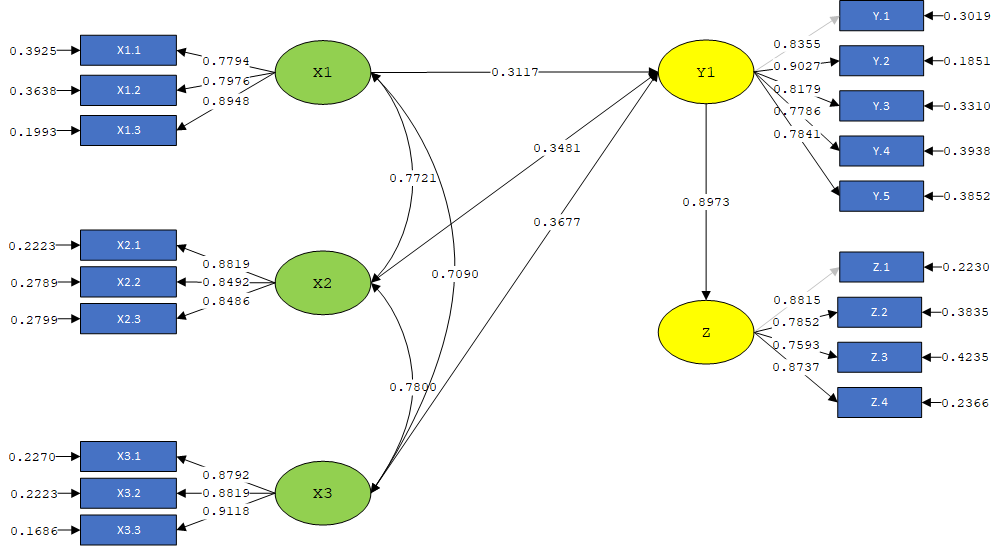 0.3925 X1.1 0.7794
0.3638 X1.2 0.7976
0.1993 X1.3 0.8948
X1
0.3117
Y1
0.8355 Y.1 0.3019
0.9027 Y.2 0.1851
0.8179 Y.3 0.3310
0.7786 Y.4 0.3938
0.7841 Y.5 0.3852
0.7721
0.3481
0.3677
0.8973
0.2223 X2.1 0.8819
0.2789 X2.2 0.8492
0.2799 X2.3 0.8486
X2
0.7090
0.7800
Z
0.8815 Z.1 0.2230
0.7852 Z.2 0.3835
0.7593 Z.3 0.4235
0.8737 Z.4 0.2366
0.2270 X3.1 0.8792
0.2223 X3.2 0.8819
0.1686 X3.3 0.9118
X3